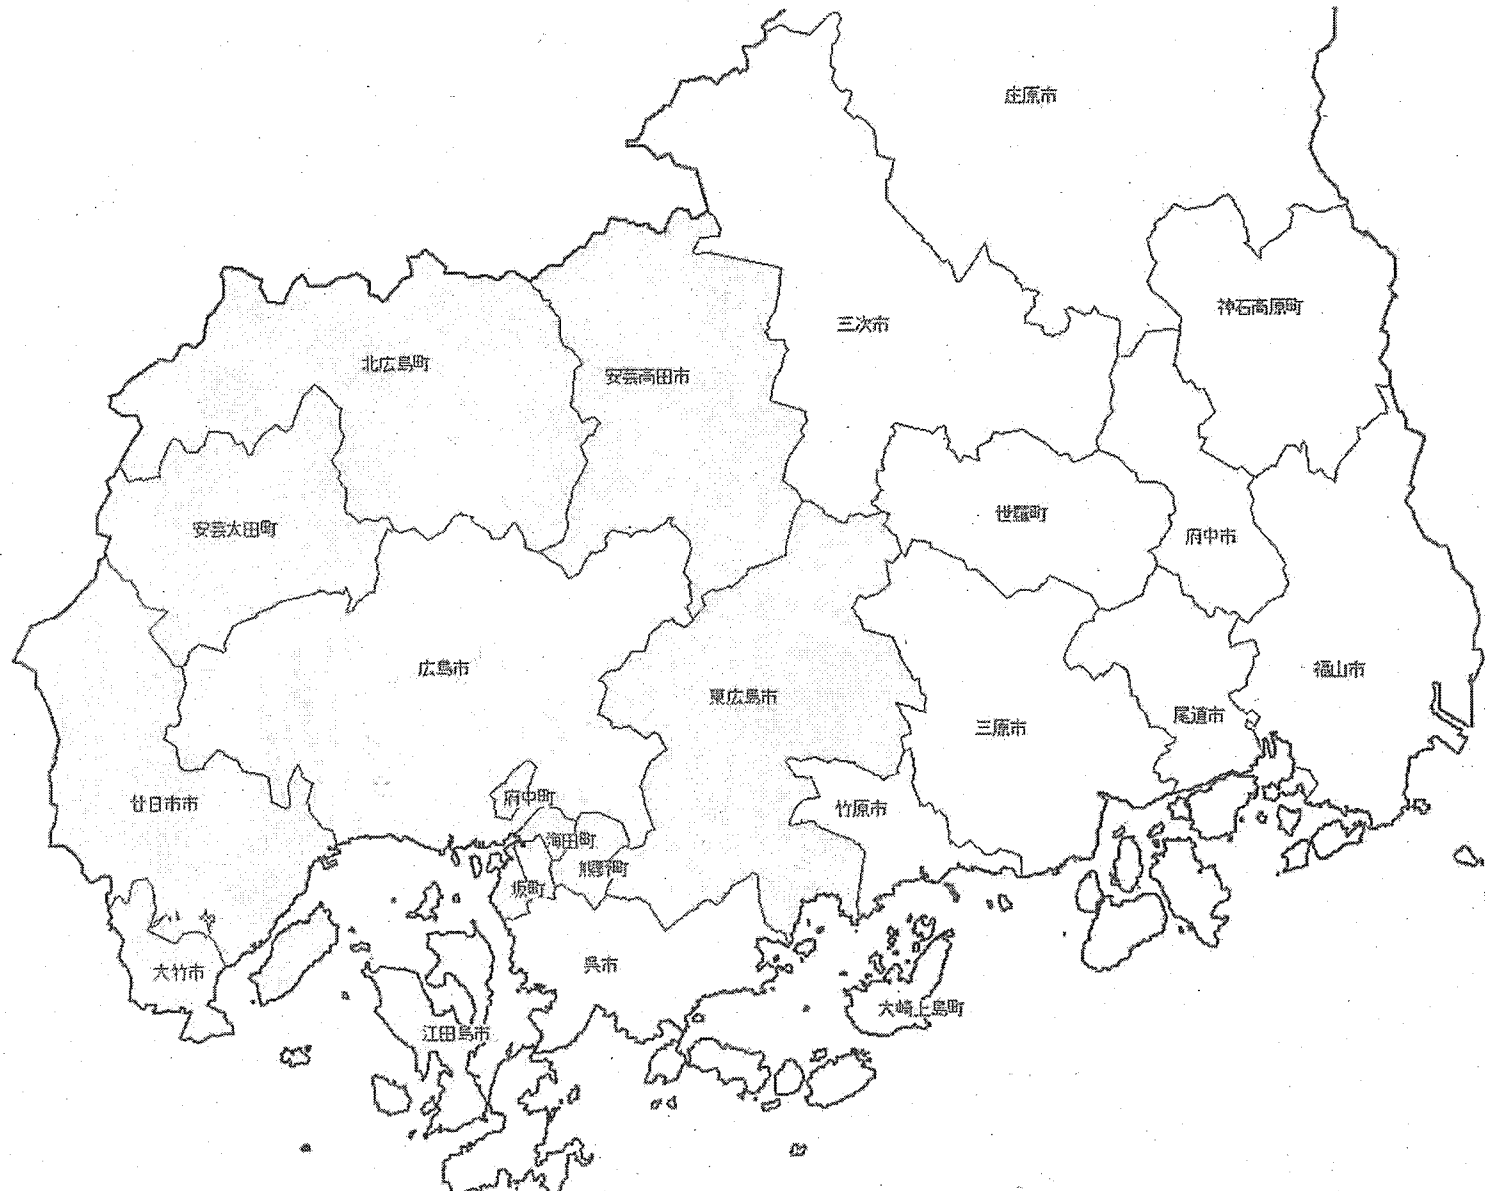 庄原市
神石高原町
三次市
北広島町
安芸高田市
世羅町
安芸太田町
府中市
広島市
福山市
東広島市
尾道市
三原市
府中町
廿日市市
竹原市
海田町
熊野町
坂町
呉市
大竹市
大崎上島町
江田島市